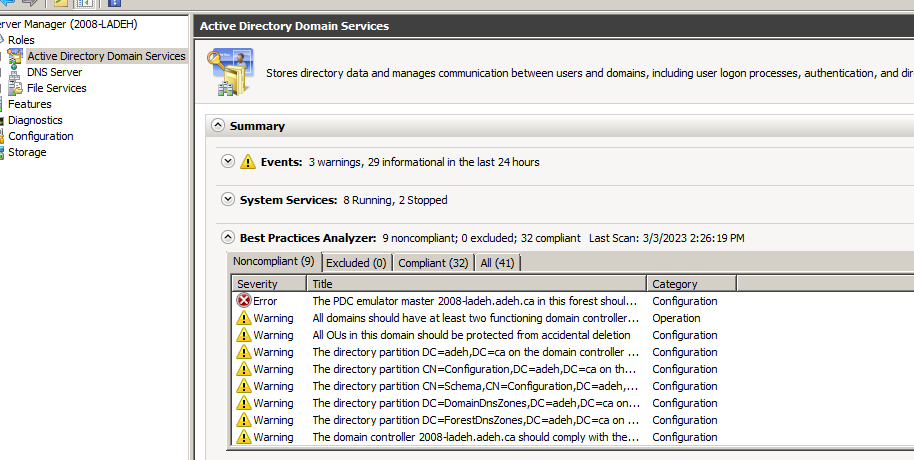 erver Manager (2008-LADEH)
Roles
Active Directory Domain Services
DNS Server
File Services
Features
Diagnostics
Configuration
Storage
Active Directory Domain Services
Stores directory data and manages communication between users and domains, including user logon processes, authentication, and dir
Summary
Events: 3 warnings, 29 informational in the last 24 hours
System Services: 8 Running, 2 Stopped
Best Practices Analyzer: 9 noncompliant; 0 excluded; 32 compliant Last Scan: 3/3/2023 2:26:19 PM
Noncompliant (9) Excluded (0) Compliant (32) All (41)
Severity Title Category
Error The PDC emulator master 2008-ladeh.adeh.ca in this forest shoul... Configuration
Warning All domains should have at least two functioning domain controller... Operation
Warning All OUs in this domain should be protected from accidental deletion Configuration
Warning The directory partition DC=adeh,DC=ca on the domain controller ... Configuration
Warning The directory partition CN=Configuration,DC=adeh,DC=ca on th... Configuration
Warning The directory partition CN=Schema,CN=Configuration,DC=adeh,... Configuration
Warning The directory partition DC=DomainDnsZones,DC=adeh,DC=ca on... Configuration
Warning The directory partition DC=ForestDnsZones,DC=adeh,DC=ca on ... Configuration
Warning The domain controller 2008-ladeh.adeh.ca should comply with the... Configuration